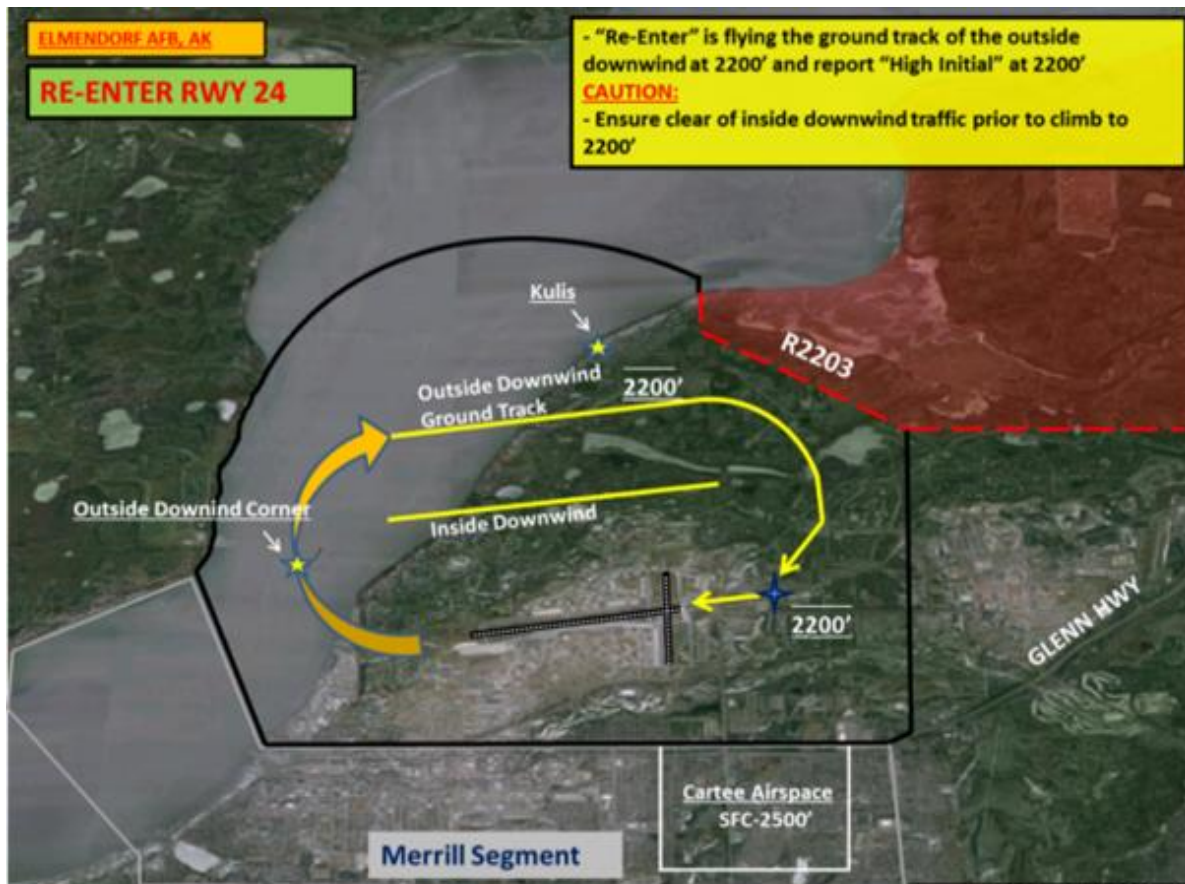 ELMENDORF AFB, AK
RE-ENTER RWY 24
- “Re-Enter” is flying the ground track of the outside
downwind at 2200’ and report “High Initial” at 2200’
CAUTION:
- Ensure clear of inside downwind traffic prior to climb to
2200’
Kulis
R2203
Outside Downwind
Ground Track
2200’
Outside Downind Corner
Inside Downwind
2200’
GLENN HWY
Cartee Airspace
SFC-2500’
Merrill Segment